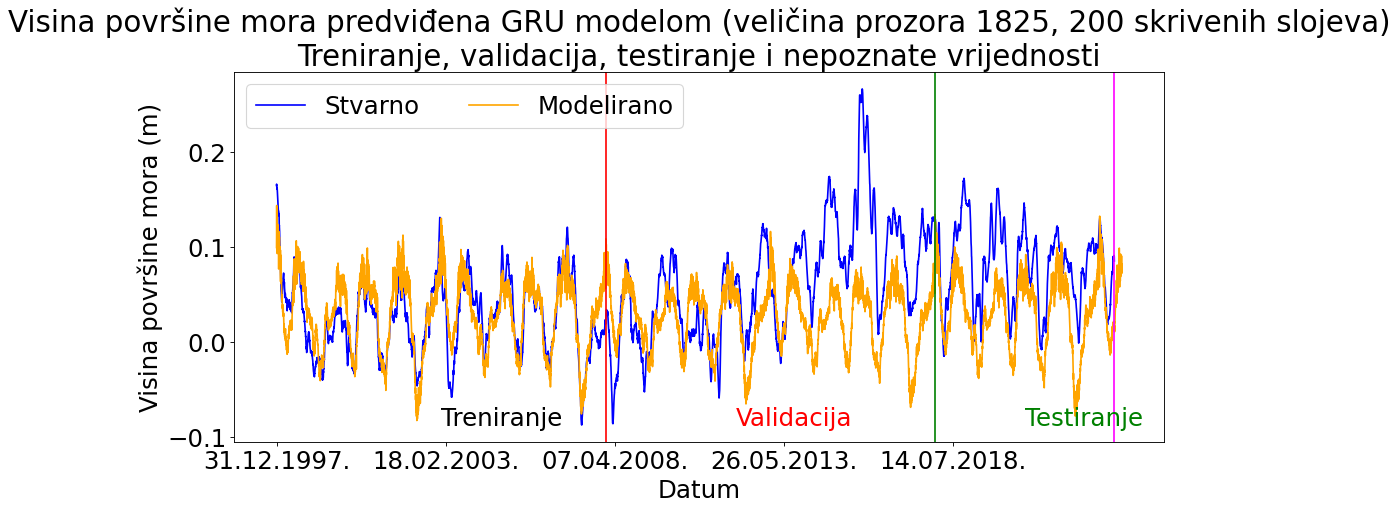 Visina površine mora predviđena GRU modelom (veličina prozora 1825, 200 skrivenih slojeva)
Treniranje, validacija, testiranje i nepoznate vrijednosti
Stvarno Modelirano
Visina površine mora (m)
0.2
0.1
0.0
−0.1
Treniranje Validacija Testiranje
31.12.1997. 18.02.2003. 07.04.2008. 26.05.2013. 14.07.2018.
Datum